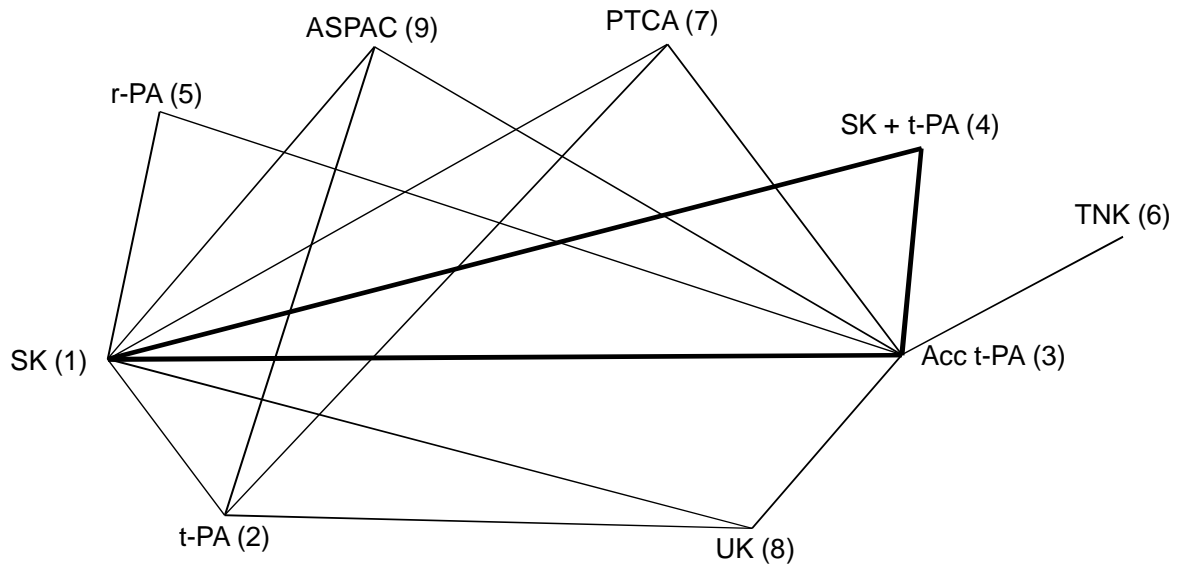 ASPAC (9)
PTCA (7)
r-PA (5)
SK + t-PA (4)
TNK (6)
SK (1)
Acc t-PA (3)
t-PA (2)
UK (8)